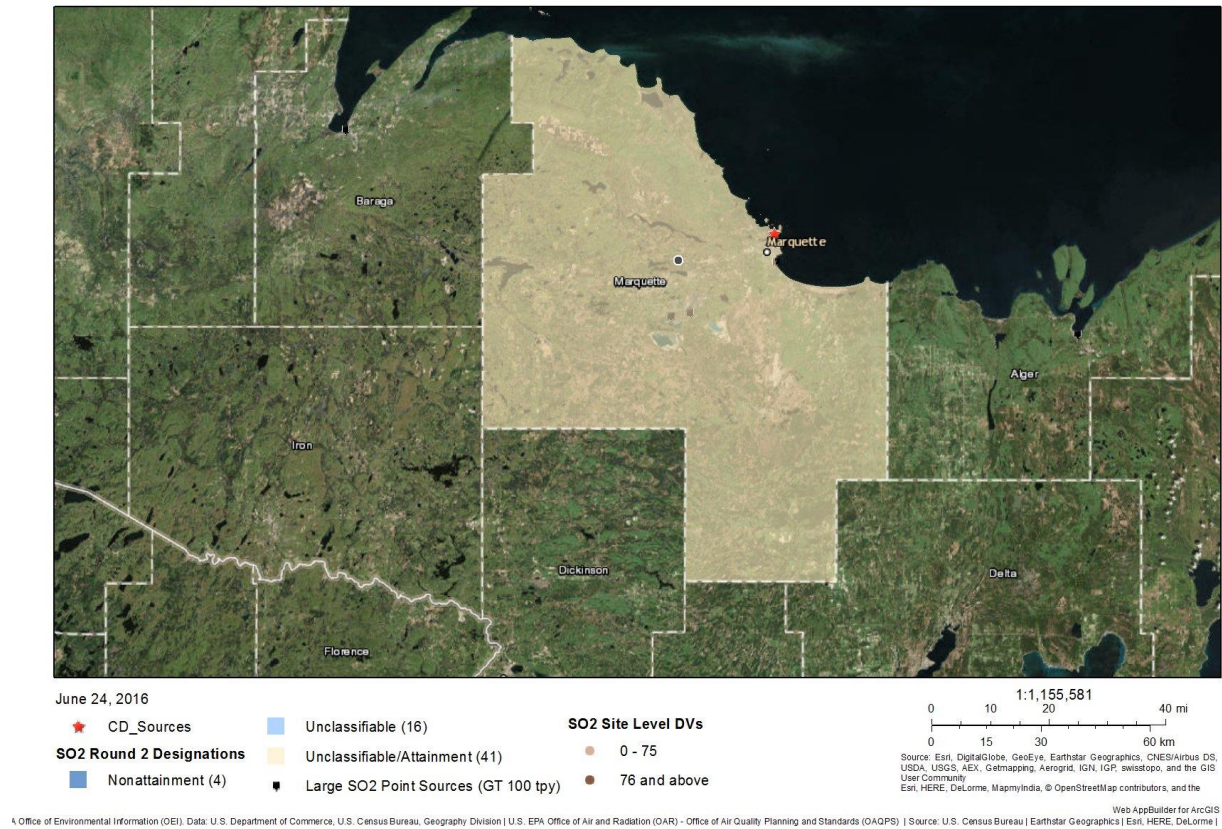 Baraga
Marquette
Marquette
Alger
Iron
Dickinson
Delta
Florence
June 24, 2016
CD_Sources
SO2 Round 2 Designations
Nonattainment (4)
Unclassifiable (16)
Unclassifiable/Attainment (41)
Large SO2 Point Sources (GT 100 tpy)
SO2 Site Level DVs
0 - 75
76 and above
1:1,155,581
0 10 20 40 mi
0 15 30 60 km
Source: Esri, DigitalGlobe, GeoEye, Earthstar Geographics, CNES/Airbus DS,
USDA, USGS, AEX, Getmapping, Aerogrid, IGN, IGP, swisstopo, and the GIS
User Community
Esri, HERE, DeLorme, MapmyIndia, © OpenStreetMap contributors, and the
Web AppBuilder for ArcGIS
Office of Environmental Information (OEI). Data: U.S. Department of Commerce, U.S. Census Bureau, Geography Division | U.S. EPA Office of Air and Radiation (OAR) - Office of Air Quality Planning and Standards (OAQPS) | Source: U.S. Census Bureau | Esri, HERE, DeLorme |